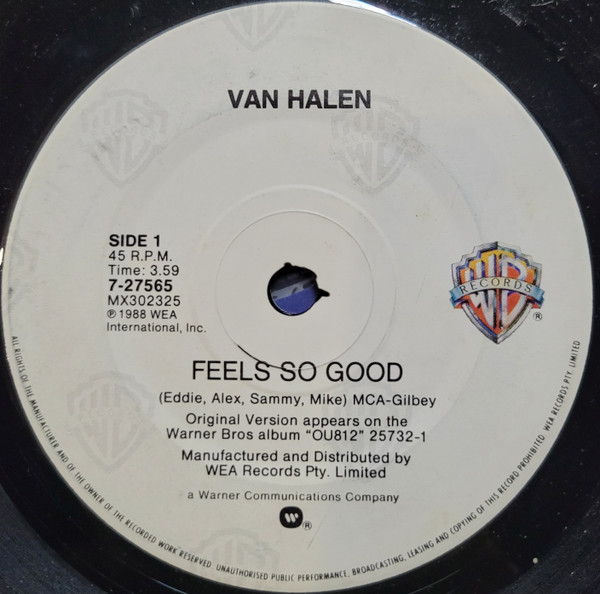 VAN HALEN
SIDE 1
45 R.P.M.
Time: 3.59
7-27565
MX302325
℗1988 WEA
International, Inc.
WB
RECORDS
®
FEELS SO GOOD
(Eddie, Alex, Sammy, Mike) MCA-Gilbey
Original Version appears on the
Warner Bros album "OU812" 25732-1
Manufactured and Distributed by
WEA Records Pty. Limited
a Warner Communications Company
®
ALL RIGHTS OF THE MANUFACTURER AND OF THE OWNER OF THE RECORDED WORK RESERVED UNAUTHORISED PUBLIC PERFORMANCE, BROADCASTING, LEASING AND COPYING OF THIS RECORD PROHIBITED. WEA RECORDS PTY. LIMITED